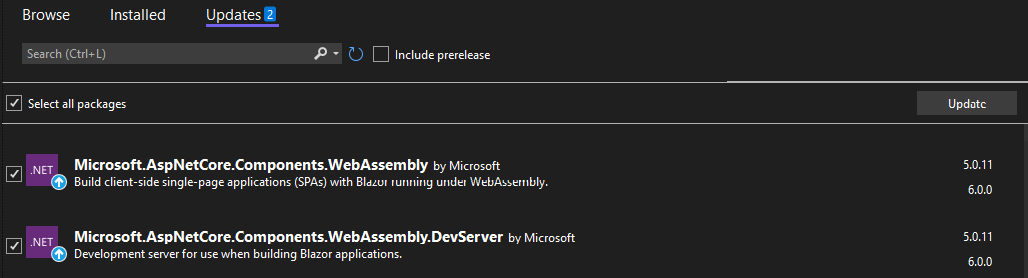 Browse Installed Updates 2
Search (Ctrl+L) Include prerelease
Select all packages Update
.NET Microsoft.AspNetCore.Components.WebAssembly by Microsoft 5.0.11
Build client-side single-page applications (SPAs) with Blazor running under WebAssembly. 6.0.0
.NET Microsoft.AspNetCore.Components.WebAssembly.DevServer by Microsoft 5.0.11
Development server for use when building Blazor applications. 6.0.0